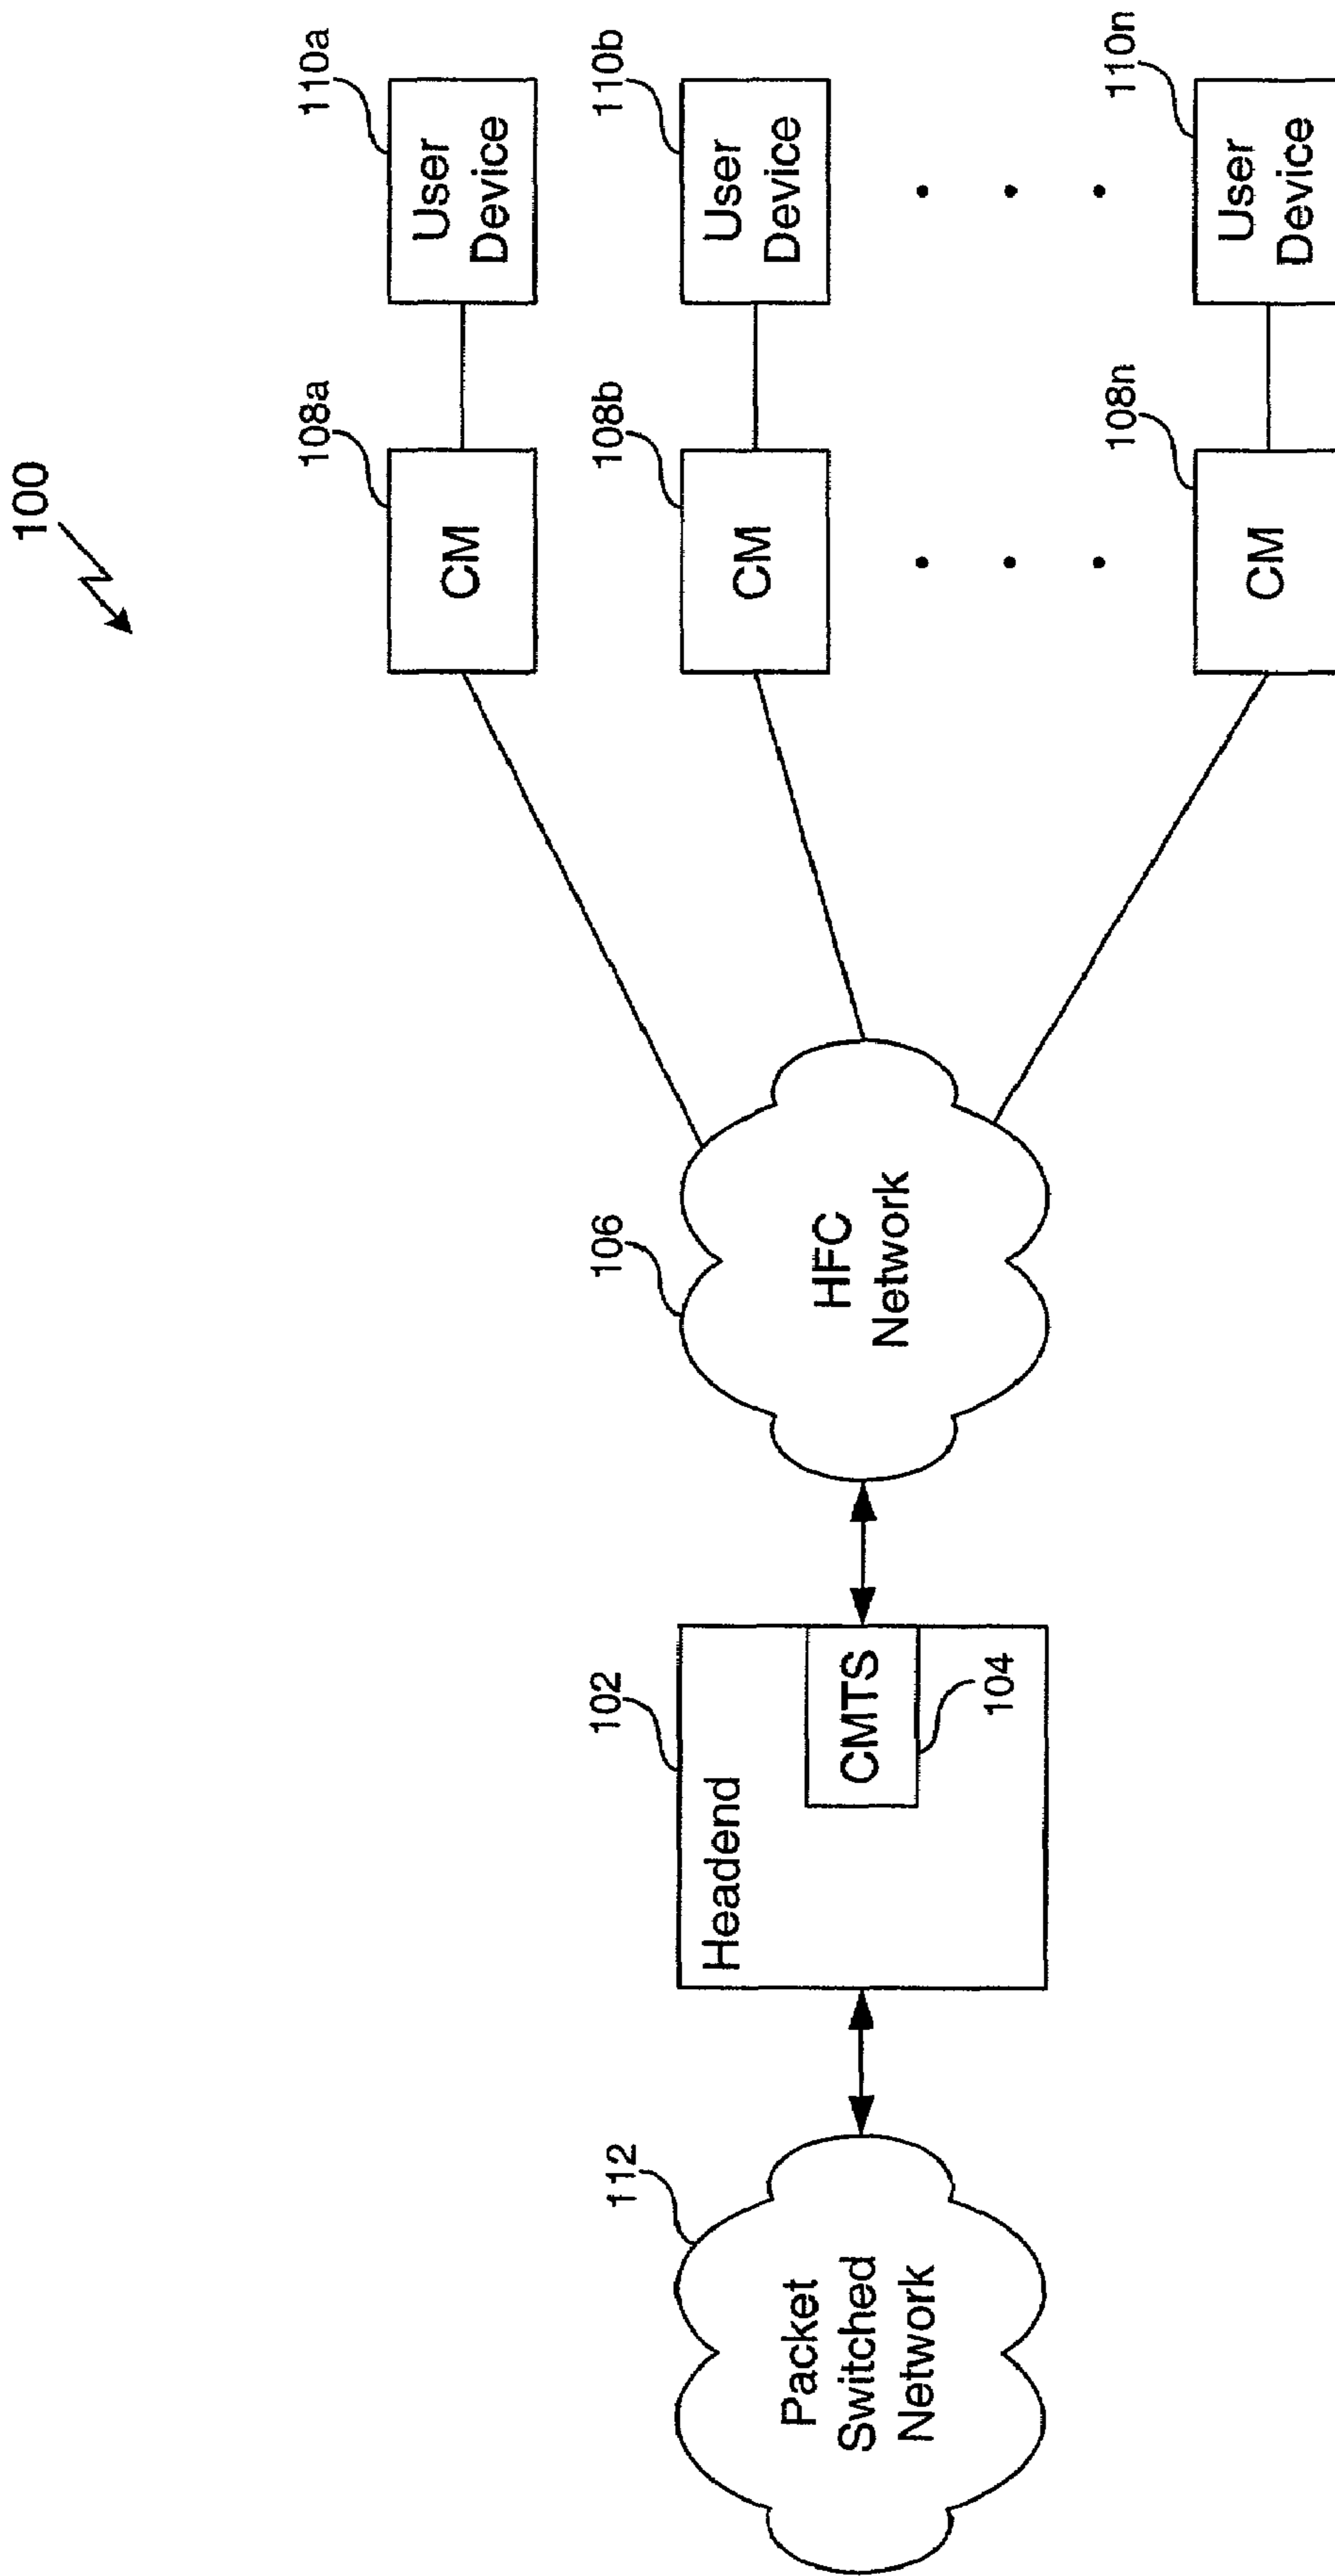 100
110a
User
Device
108a
CM
110b
User
Device
108b
CM
110n
User
Device
108n
CM
106
HFC
Network
102
Headend
CMTS
104
112
Packet
Switched
Network